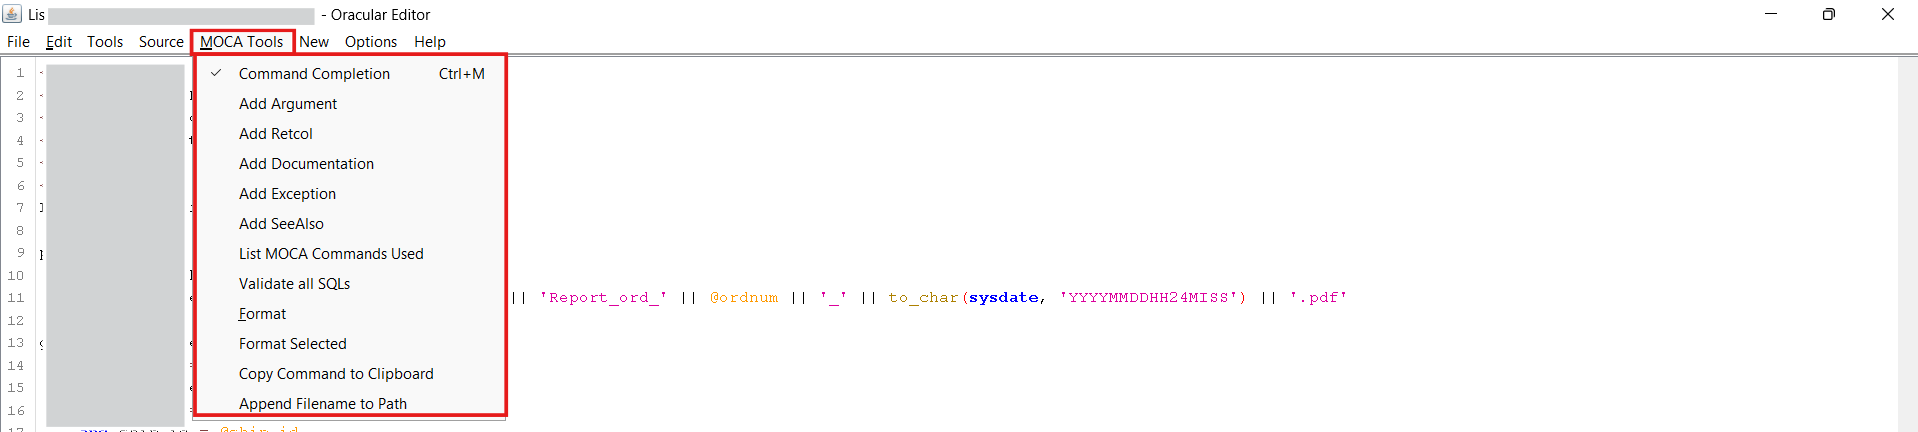 Lis - Oracular Editor
File Edit Tools Source MOCA Tools New Options Help
Command Completion Ctrl+M
Add Argument
Add Retcol
Add Documentation
Add Exception
Add SeeAlso
List MOCA Commands Used
Validate all SQLs
Format
Format Selected
Copy Command to Clipboard
Append Filename to Path
1
2
3
4
5
6
7
8
9
10
11 || 'Report_ord_' || @ordnum || '_' || to_char(sysdate, 'YYYYMMDDHH24MISS') || '.pdf'
12
13
14
15
16